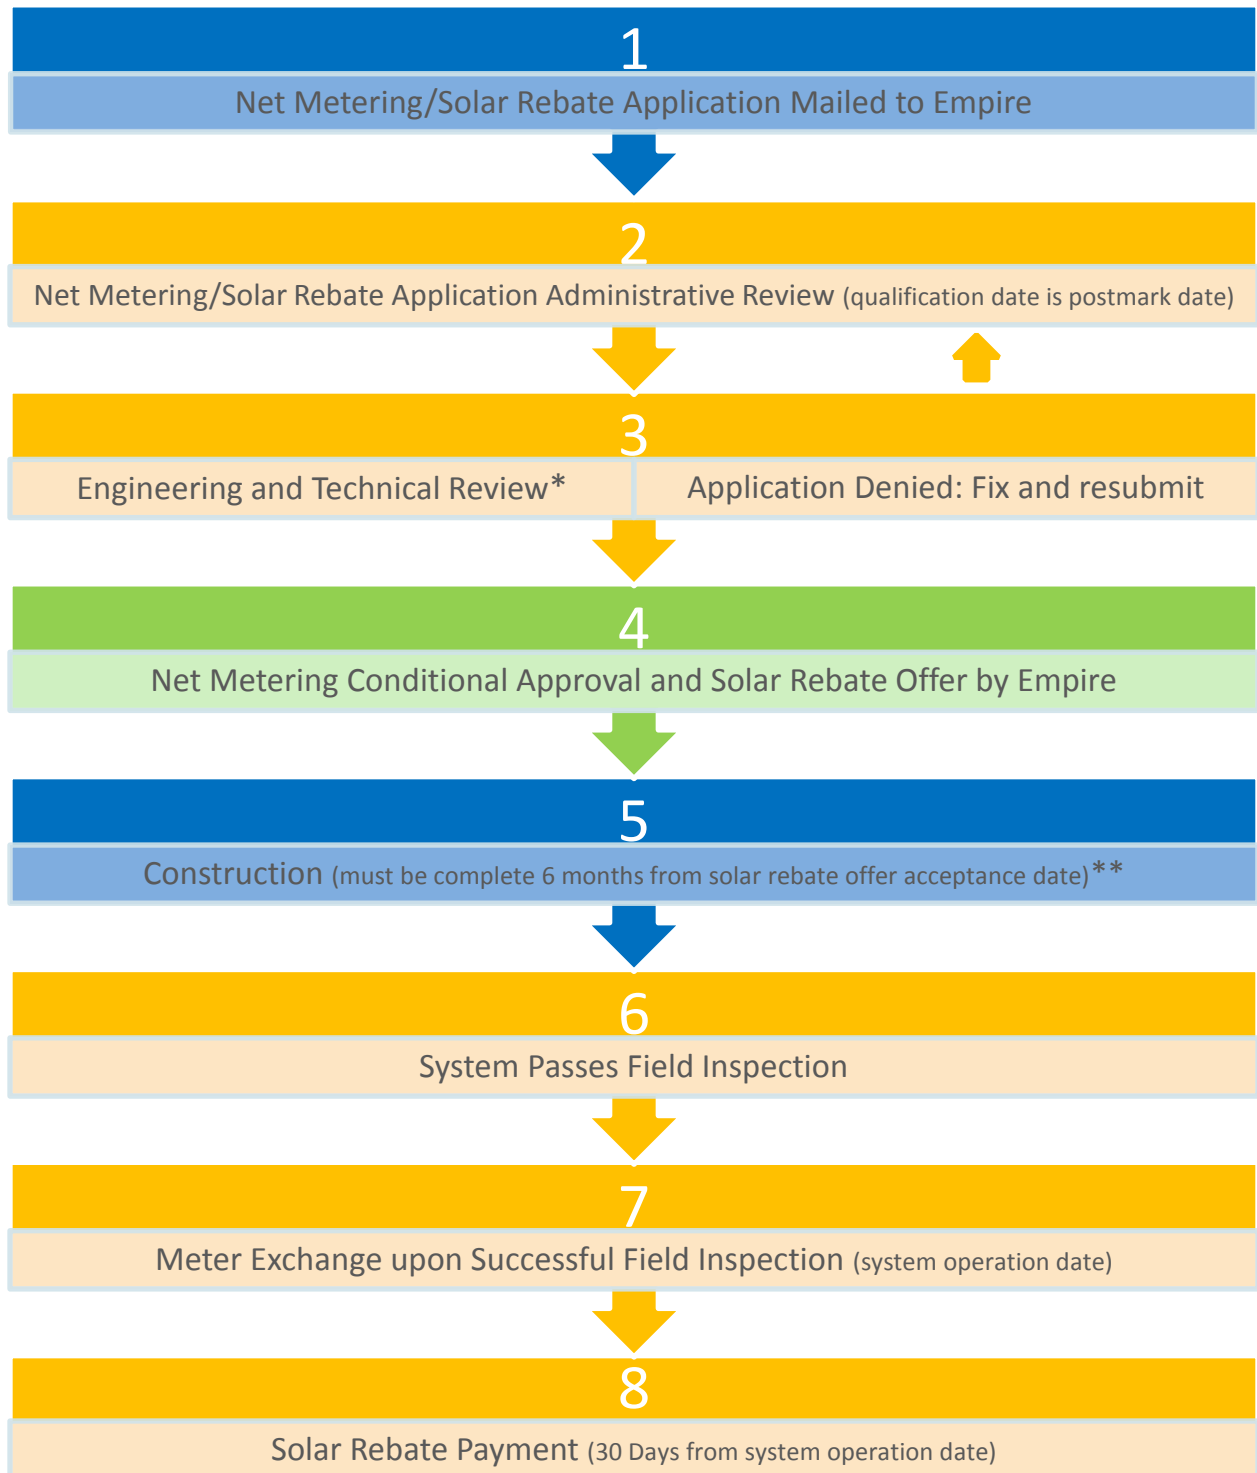 1
Net Metering/Solar Rebate Application Mailed to Empire
2
Net Metering/Solar Rebate Application Administrative Review (qualification date is postmark date)
3
Engineering and Technical Review*
Application Denied: Fix and resubmit
4
Net Metering Conditional Approval and Solar Rebate Offer by Empire
5
Construction (must be complete 6 months from solar rebate offer acceptance date)**
6
System Passes Field Inspection
7
Meter Exchange upon Successful Field Inspection (system operation date)
8
Solar Rebate Payment (30 Days from system operation date)